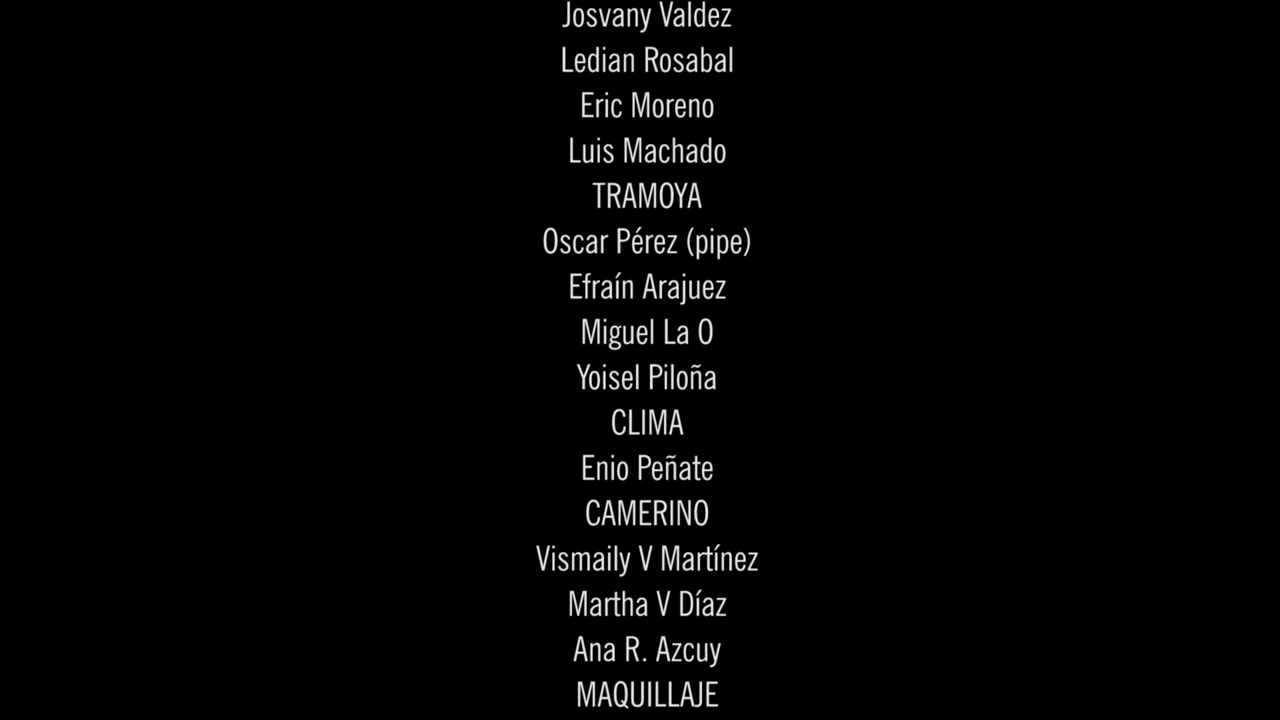 Josvany Valdez
Ledian Rosabal
Eric Moreno
Luis Machado
TRAMOYA
Oscar Pérez (pipe)
Efraín Arajuez
Miguel La O
Yoisel Piloña
CLIMA
Enio Peñate
CAMERINO
Vismaily V Martínez
Martha V Díaz
Ana R. Azcuy
MAQUILLAJE